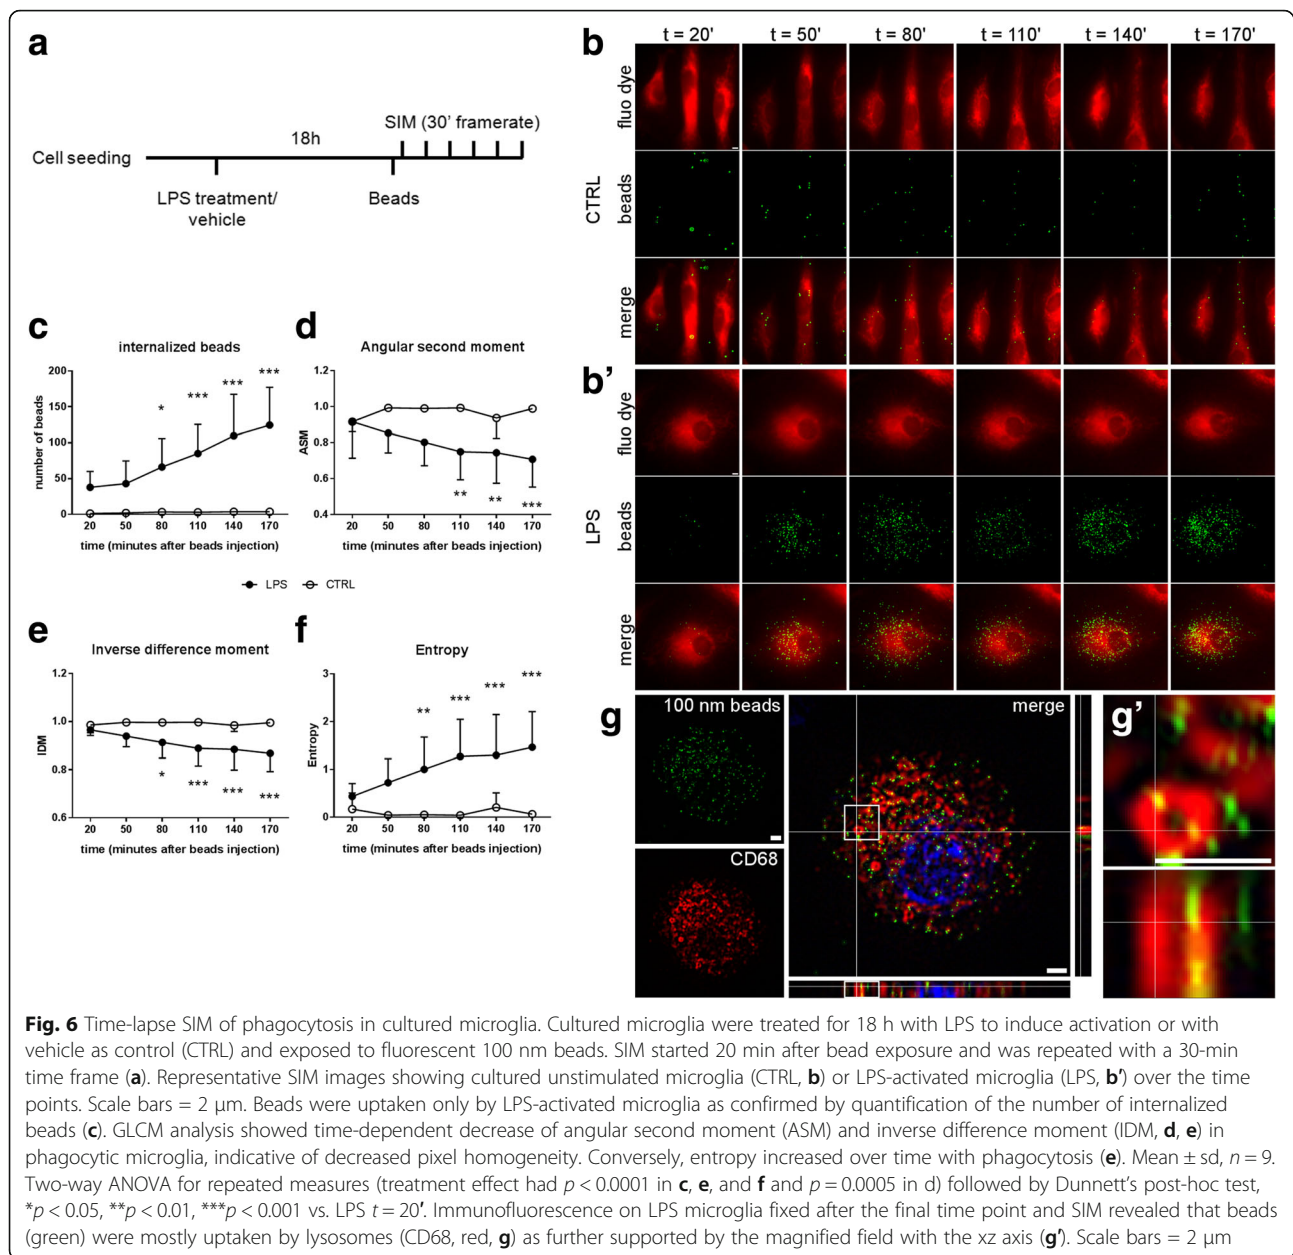 a
18h
SIM (30' framerate)
Cell seeding
LPS treatment/
vehicle
Beads
b
t = 20' t = 50' t = 80' t = 110' t = 140' t = 170'
fluo dye
CTRL
beads
merge
b'
fluo dye
LPS
beads
merge
c
internalized beads
number of beads
200
150
100
50
0
* *** *** ***
20 50 80 110 140 170
time (minutes after beads injection)
d
Angular second moment
ASM
1.2
1.0
0.8
0.6
0.4
** ** ***
20 50 80 110 140 170
time (minutes after beads injection)
LPS CTRL
e
Inverse difference moment
IDM
1.2
1.0
0.8
0.6
* *** *** ***
20 50 80 110 140 170
time (minutes after beads injection)
f
Entropy
Entropy
3
2
1
0
** *** *** ***
20 50 80 110 140 170
time (minutes after beads injection)
g
100 nm beads
CD68
merge
g'
Fig. 6 Time-lapse SIM of phagocytosis in cultured microglia. Cultured microglia were treated for 18 h with LPS to induce activation or with
vehicle as control (CTRL) and exposed to fluorescent 100 nm beads. SIM started 20 min after bead exposure and was repeated with a 30-min
time frame (a). Representative SIM images showing cultured unstimulated microglia (CTRL, b) or LPS-activated microglia (LPS, b') over the time
points. Scale bars = 2 μm. Beads were uptaken only by LPS-activated microglia as confirmed by quantification of the number of internalized
beads (c). GLCM analysis showed time-dependent decrease of angular second moment (ASM) and inverse difference moment (IDM, d, e) in
phagocytic microglia, indicative of decreased pixel homogeneity. Conversely, entropy increased over time with phagocytosis (e). Mean ± sd, n = 9.
Two-way ANOVA for repeated measures (treatment effect had p < 0.0001 in c, e, and f and p = 0.0005 in d) followed by Dunnett's post-hoc test,
*p < 0.05, **p < 0.01, ***p < 0.001 vs. LPS t = 20'. Immunofluorescence on LPS microglia fixed after the final time point and SIM revealed that beads
(green) were mostly uptaken by lysosomes (CD68, red, g) as further supported by the magnified field with the xz axis (g'). Scale bars = 2 μm